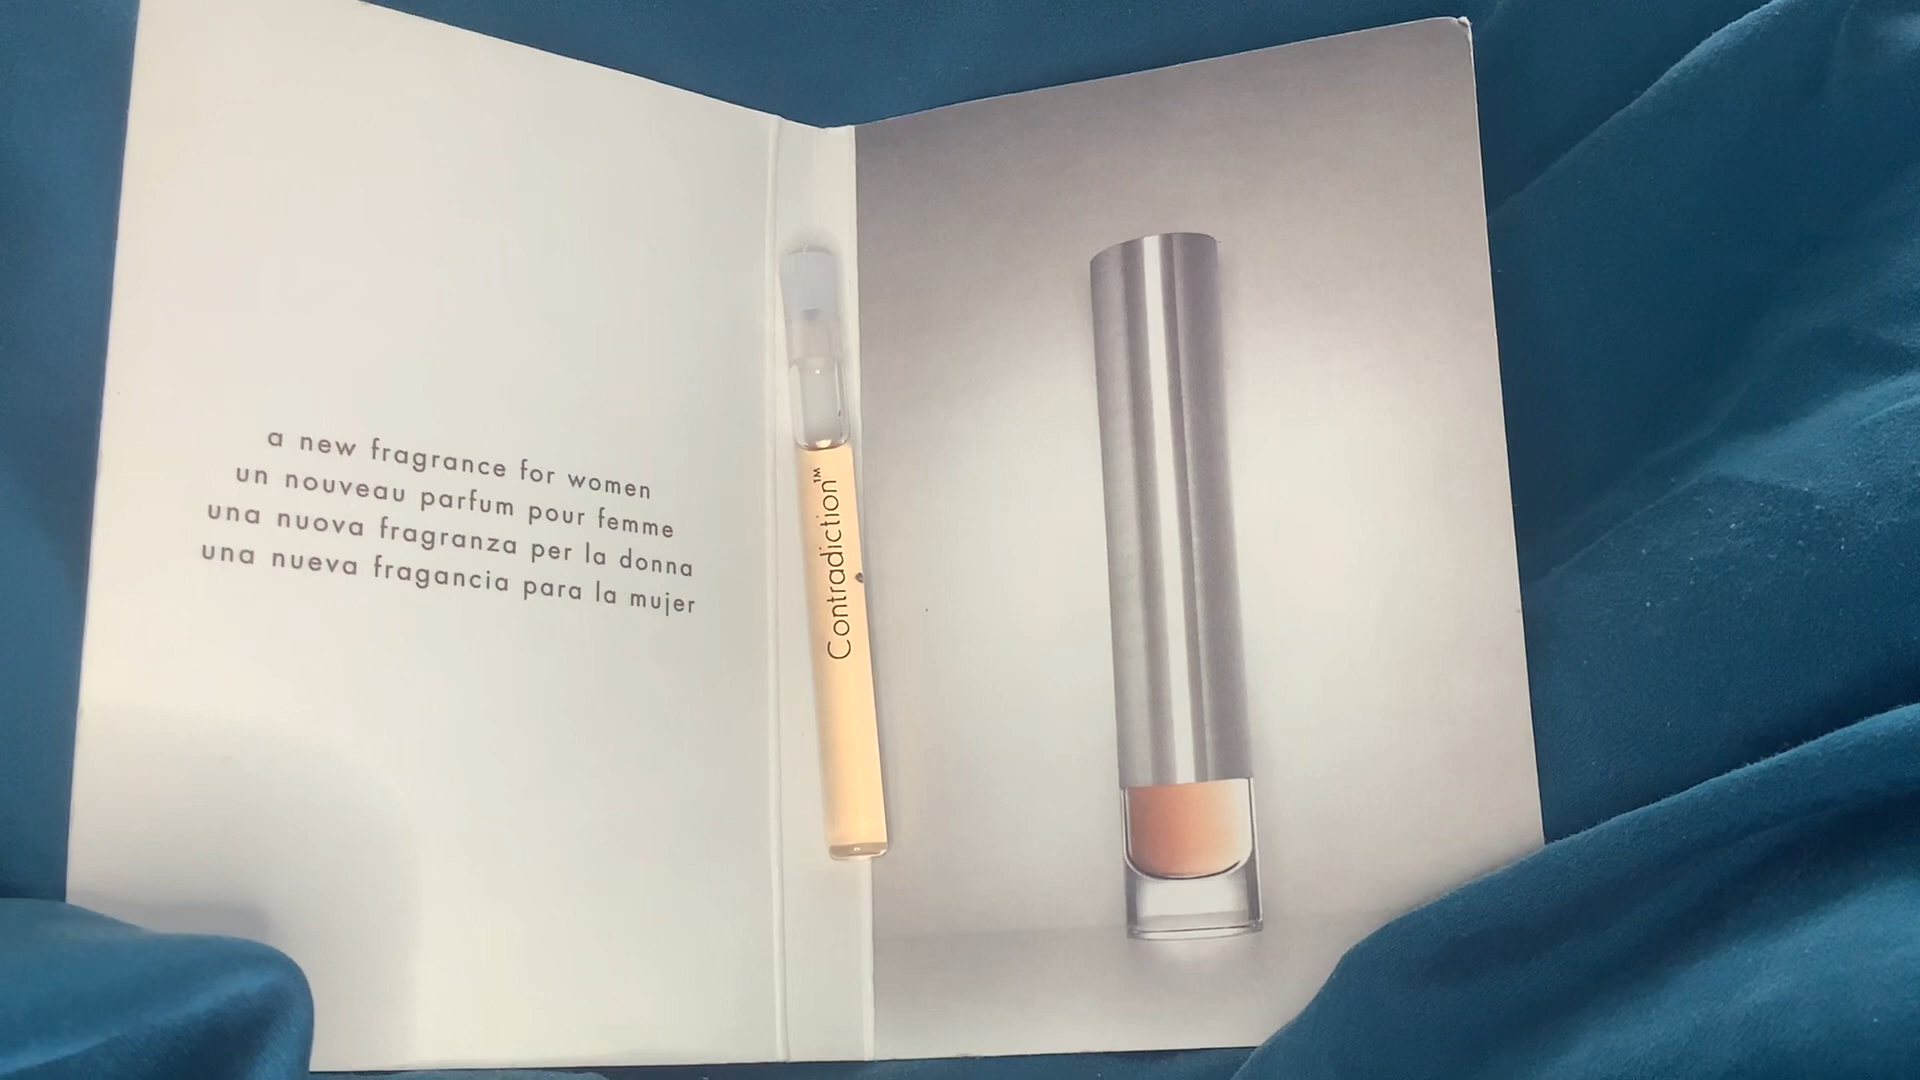 a new fragrance for women
un nouveau parfum pour femme
una nuova fragranza per la donna
una nueva fragancia para la mujer
Contradiction™